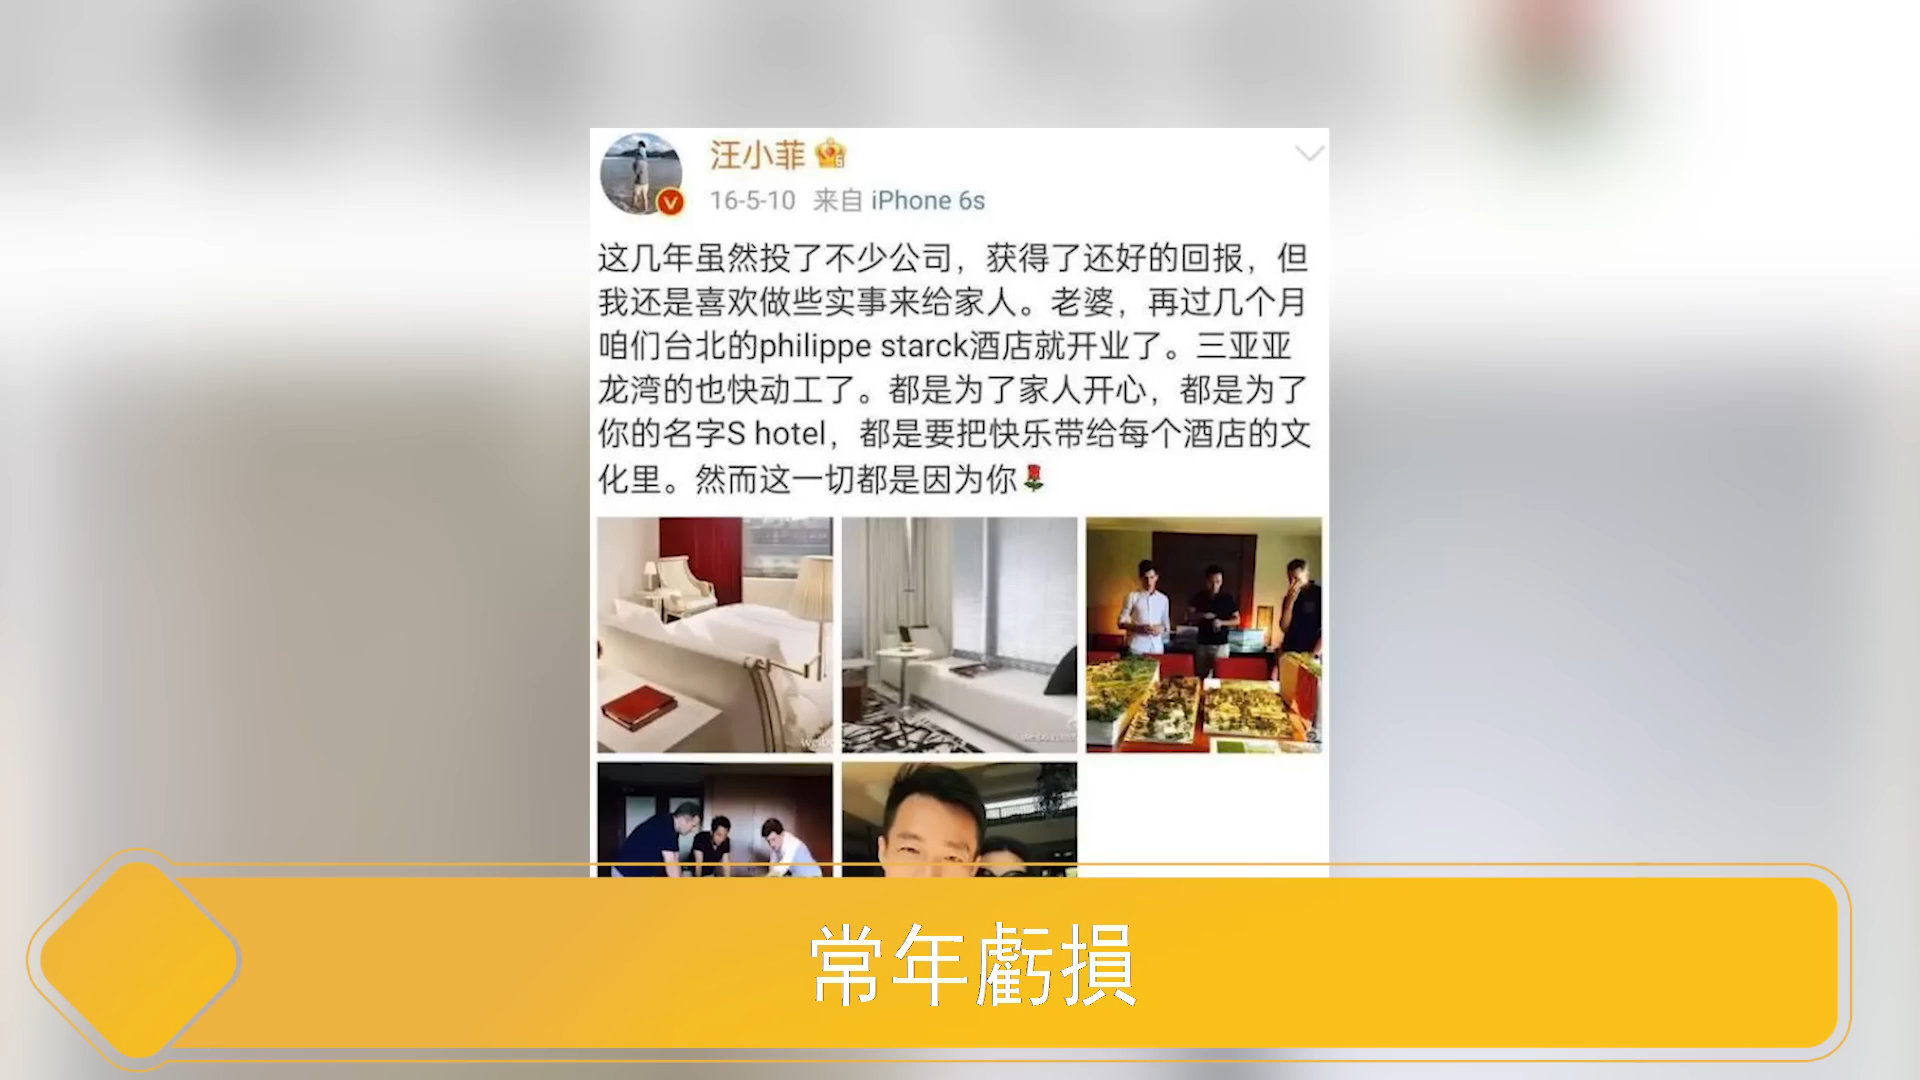 汪小菲
16-5-10 来自 iPhone 6s
这几年虽然投了不少公司，获得了还好的回报，但
我还是喜欢做些实事来给家人。老婆，再过几个月
咱们台北的philippe starck酒店就开业了。三亚亚
龙湾的也快动工了。都是为了家人开心，都是为了
你的名字S hotel，都是要把快乐带给每个酒店的文
化里。然而这一切都是因为你
常年虧損